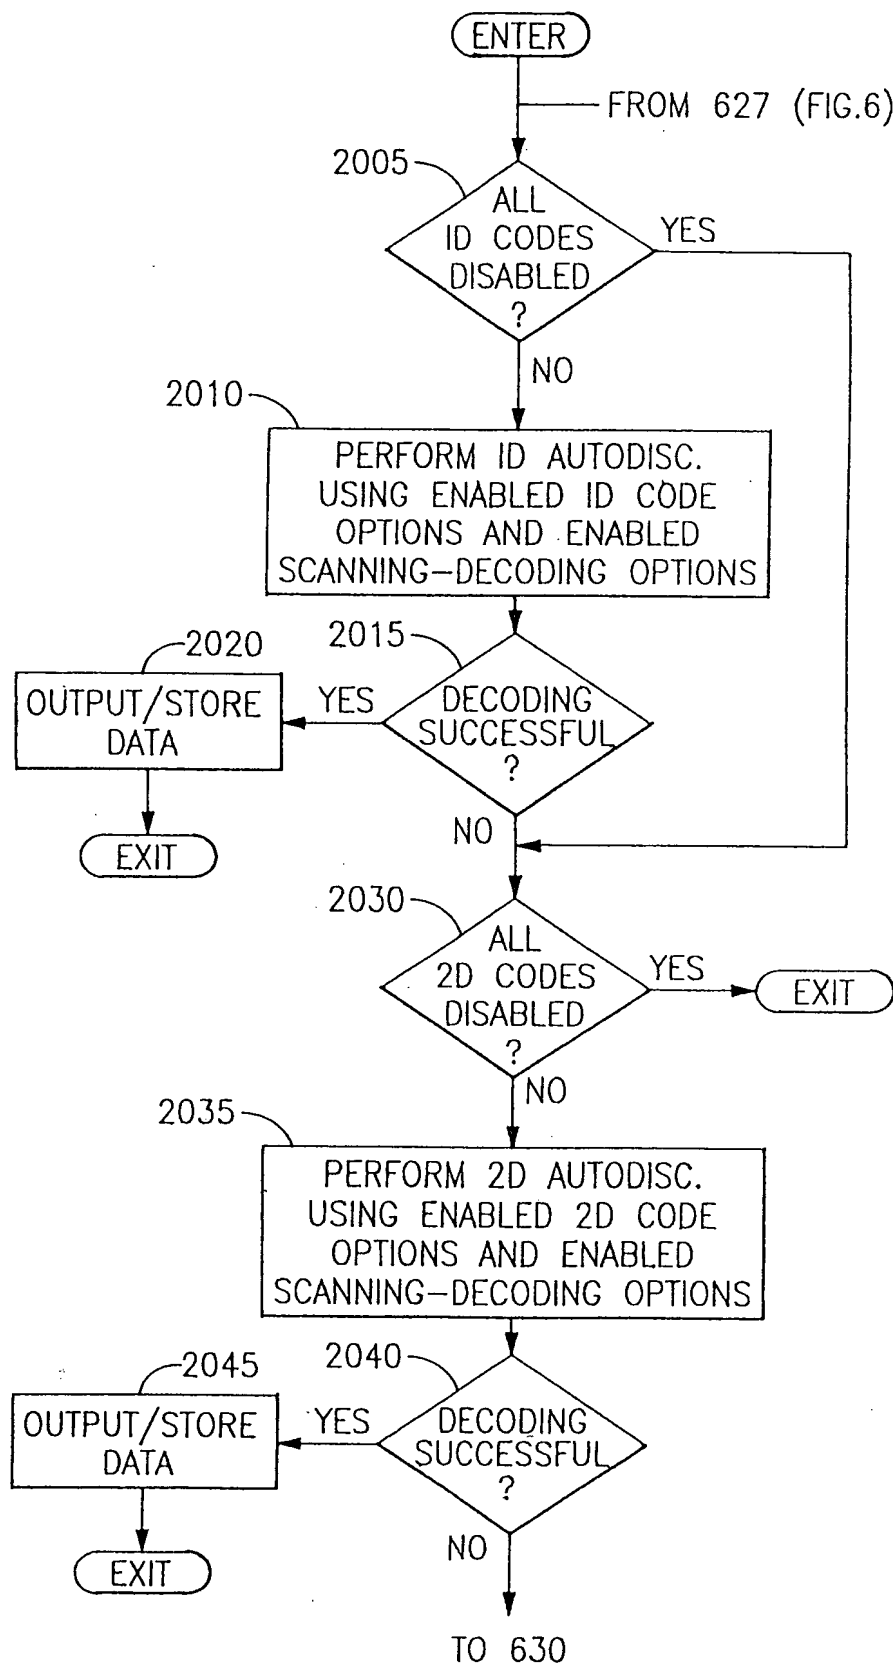 ENTER
FROM 627 (FIG.6)
2005
ALL
ID CODES
DISABLED
?
YES
NO
2010
PERFORM ID AUTODISC.
USING ENABLED ID CODE
OPTIONS AND ENABLED
SCANNING-DECODING OPTIONS
2015
DECODING
SUCCESSFUL
?
YES
2020
OUTPUT/STORE
DATA
EXIT
NO
2030
ALL
2D CODES
DISABLED
?
YES
EXIT
NO
2035
PERFORM 2D AUTODISC.
USING ENABLED 2D CODE
OPTIONS AND ENABLED
SCANNING-DECODING OPTIONS
2040
DECODING
SUCCESSFUL
?
YES
2045
OUTPUT/STORE
DATA
EXIT
NO
TO 630